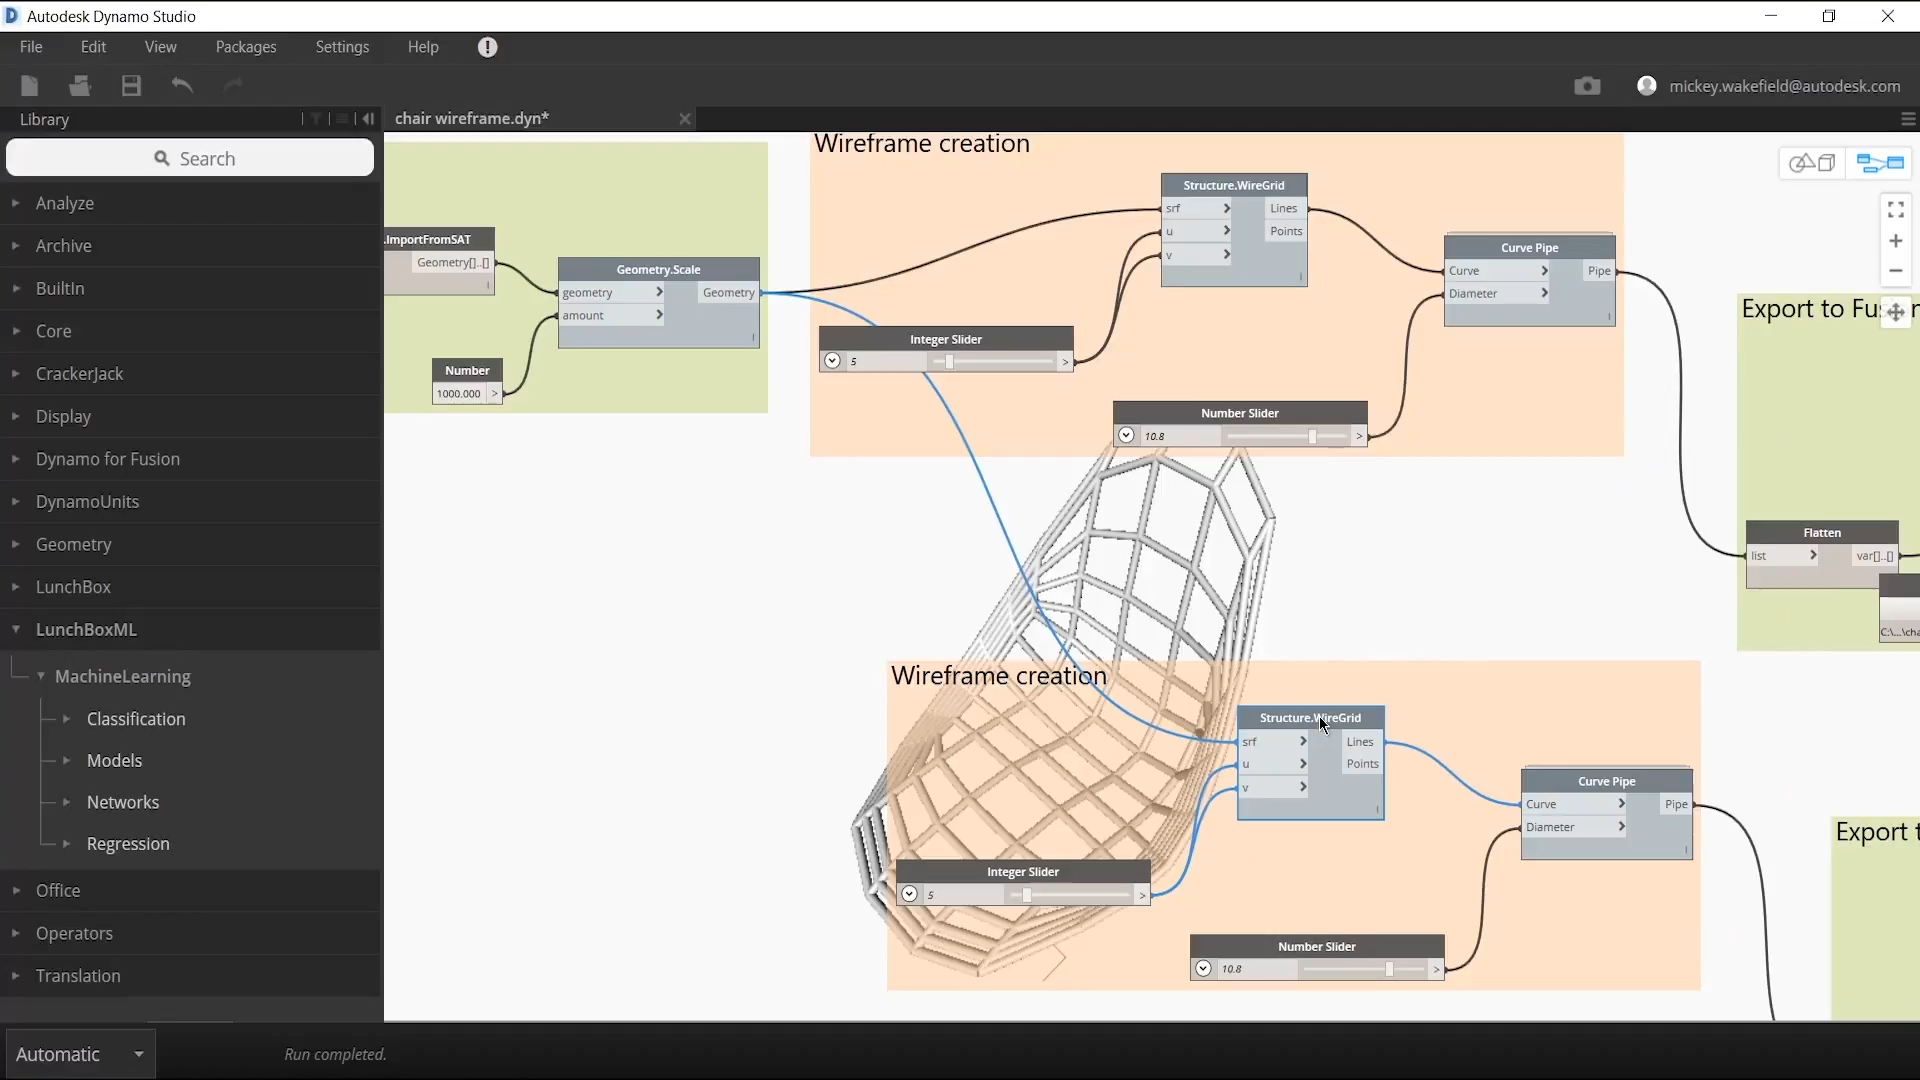 Autodesk Dynamo Studio
File Edit View Packages Settings Help
mickey.wakefield@autodesk.com
Library
chair wireframe.dyn*
Search
Analyze
Archive
BuiltIn
Core
CrackerJack
Display
Dynamo for Fusion
DynamoUnits
Geometry
LunchBox
LunchBoxML
MachineLearning
Classification
Models
Networks
Regression
Office
Operators
Translation
Automatic
Run completed.
.ImportFromSAT
Geometry[]..[]
Number
1000.000 >
Geometry.Scale
geometry > Geometry
amount >
Wireframe creation
Structure.WireGrid
srf > Lines
u > Points
v >
Integer Slider
5 >
Number Slider
10.8 >
Curve Pipe
Curve > Pipe
Diameter >
Export to Fu
Flatten
list > var[]..[]
C:\...\cha
Wireframe creation
Structure.WireGrid
srf > Lines
u > Points
v >
Integer Slider
5 >
Number Slider
10.8 >
Curve Pipe
Curve > Pipe
Diameter >
Export t